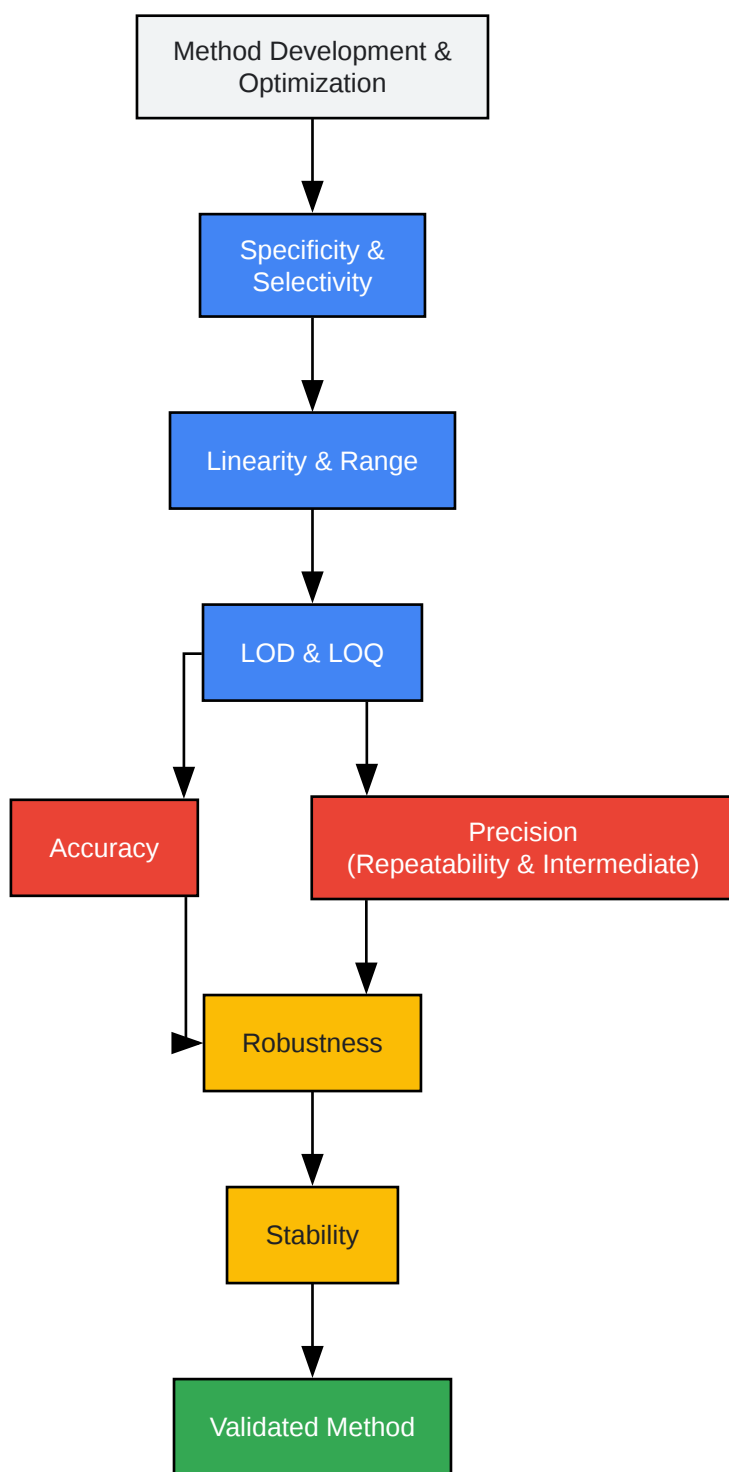 Method Development &
Optimization
Specificity &
Selectivity
Linearity & Range
LOD & LOQ
Accuracy
Precision
(Repeatability & Intermediate)
Robustness
Stability
Validated Method